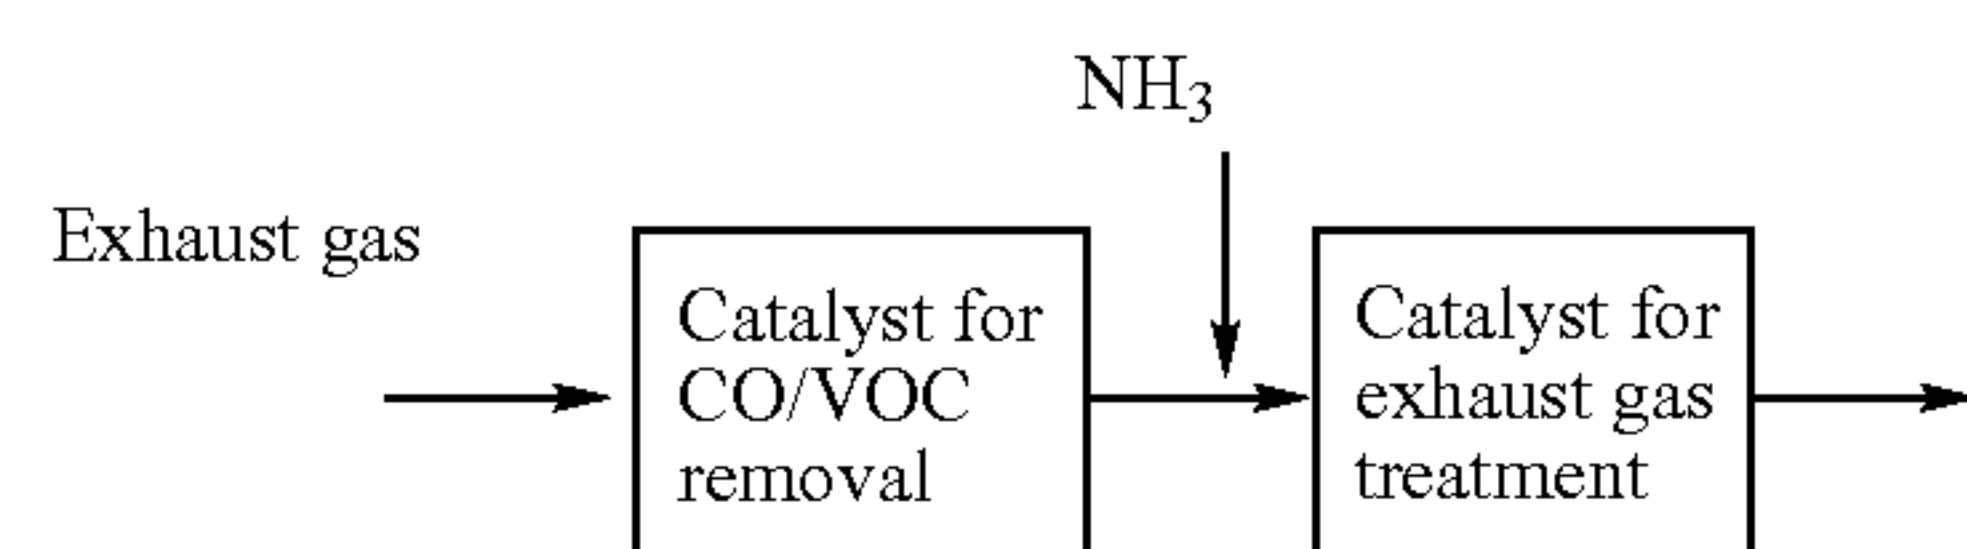 NH₃
Exhaust gas
Catalyst for
CO/VOC
removal
Catalyst for
exhaust gas
treatment